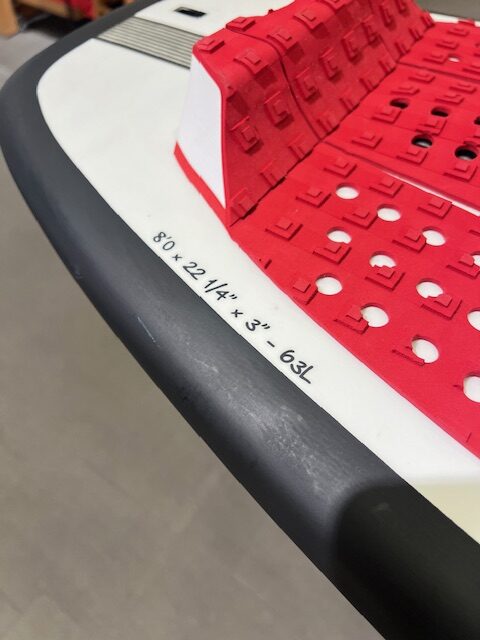 8'0 × 22 1/4" × 3" - 63L